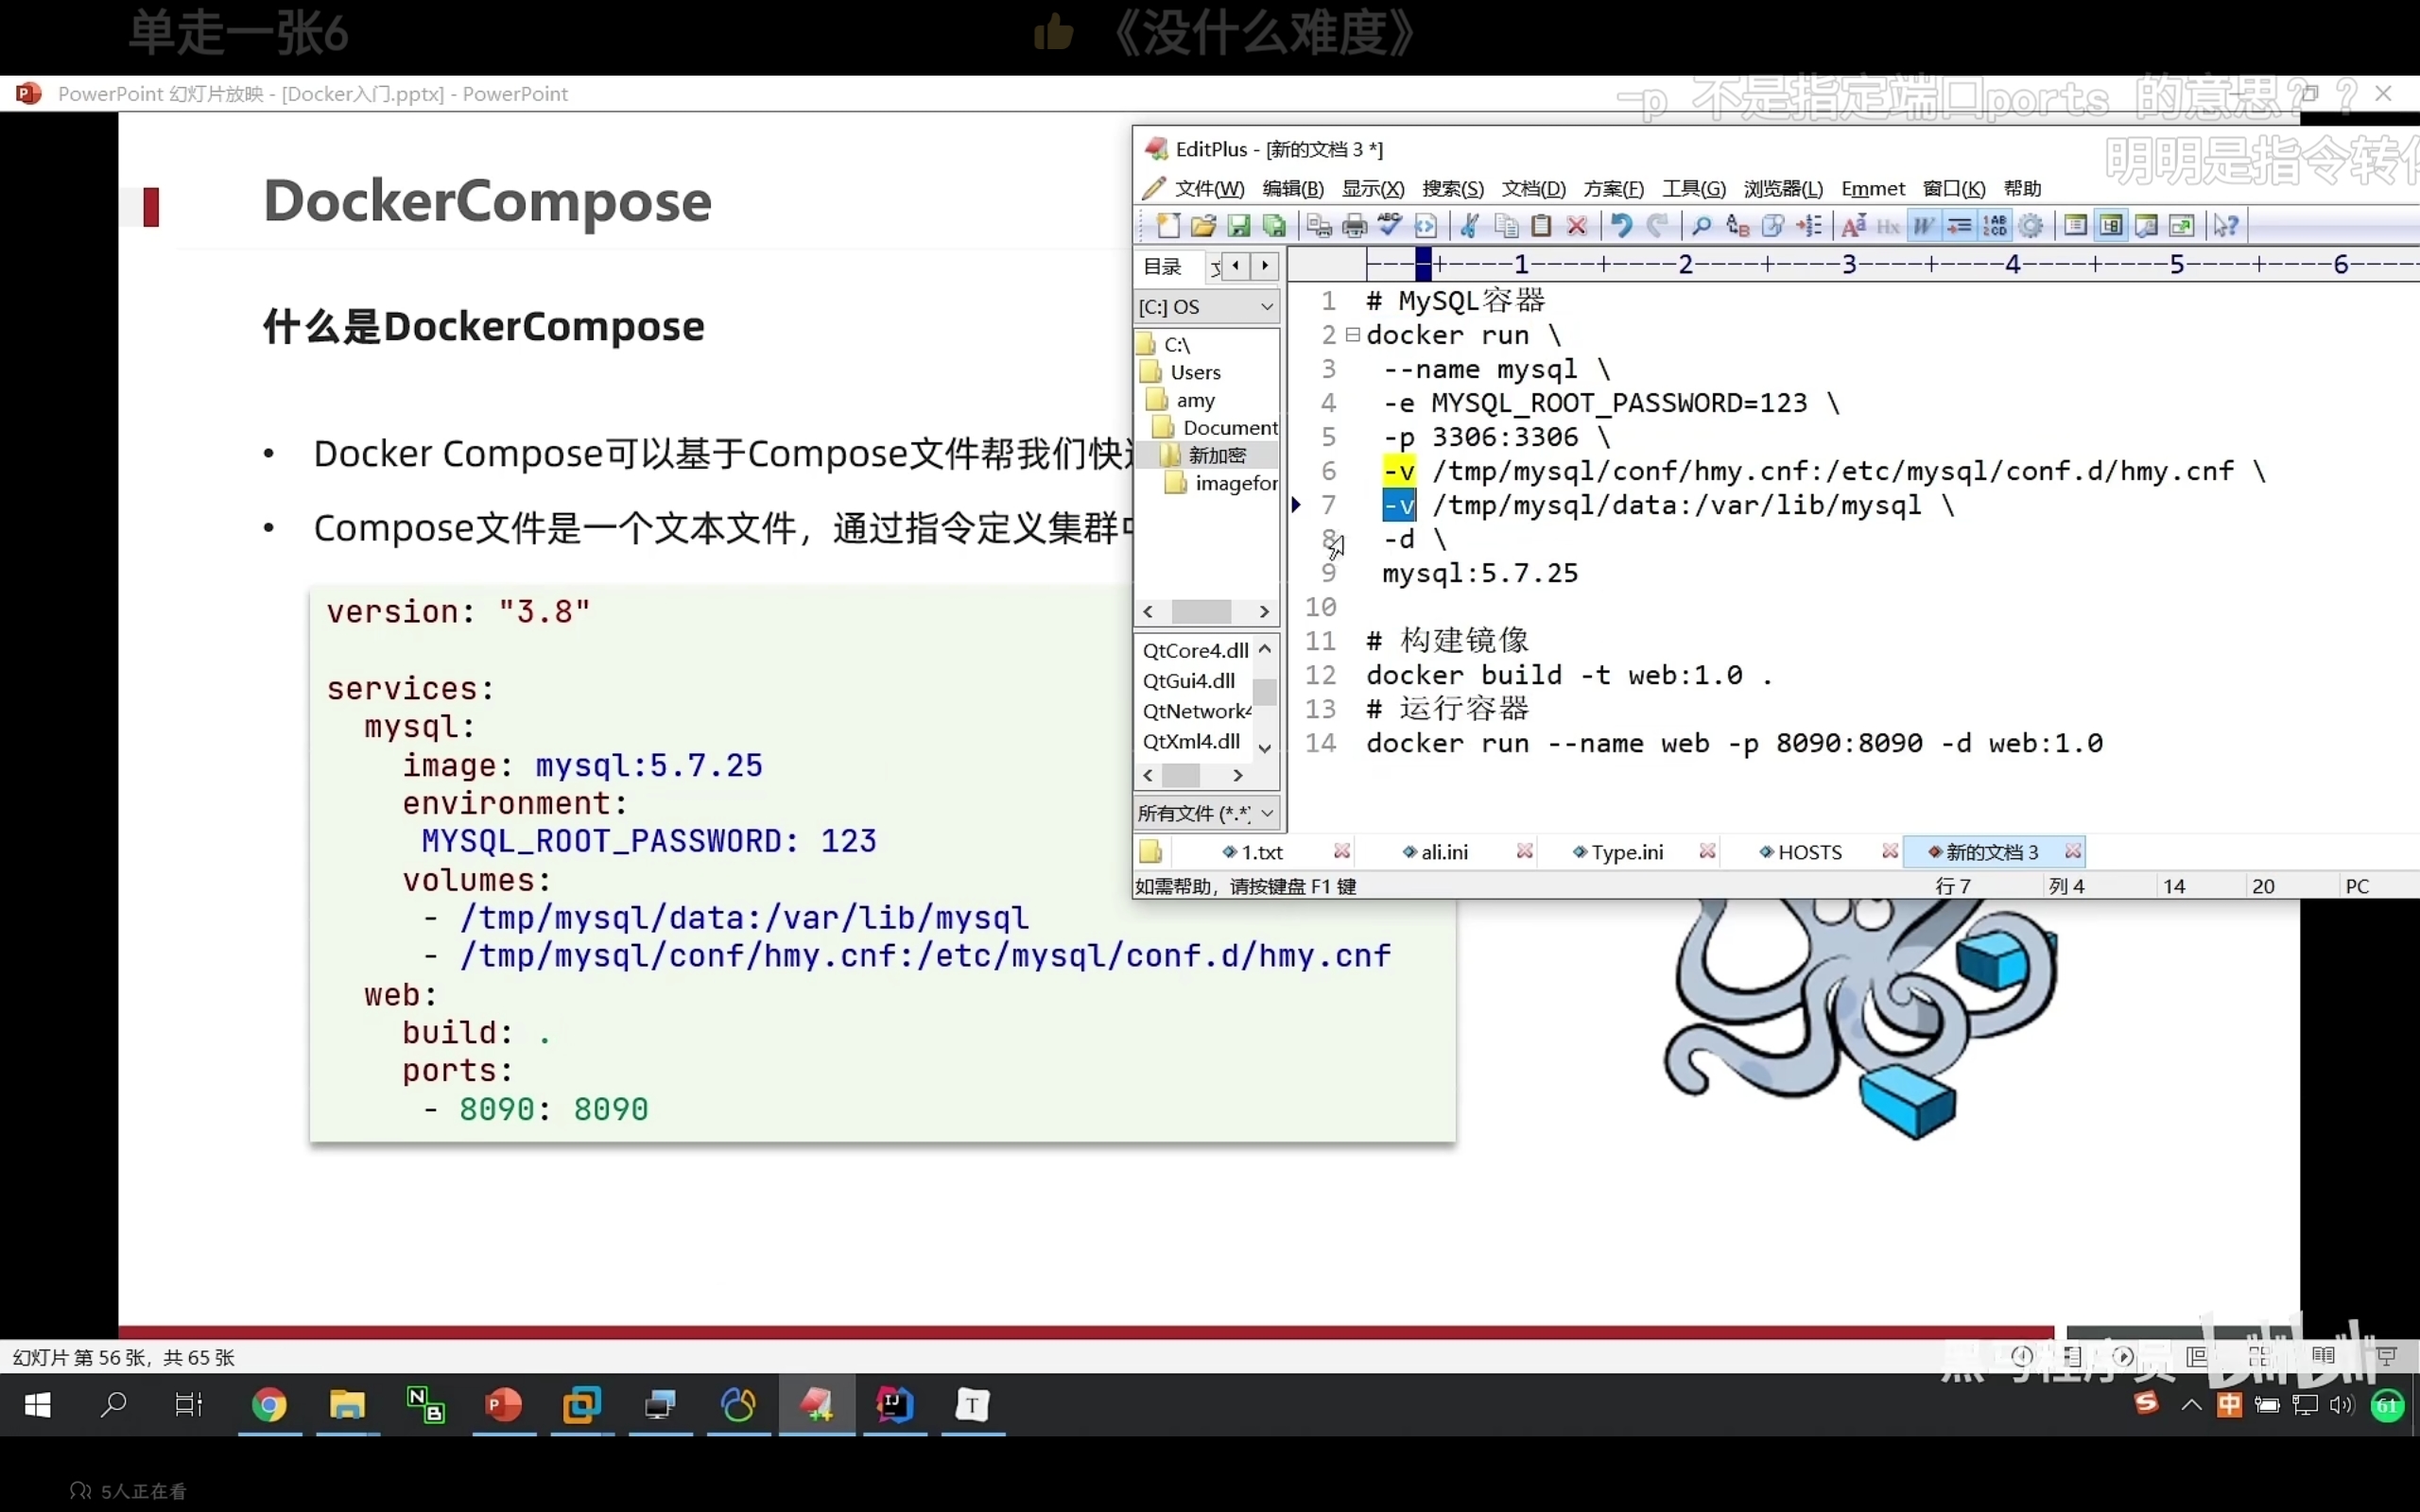 单走一张6
《没什么难度》
PowerPoint 幻灯片放映 - [Docker入门.pptx] - PowerPoint
-p 不是指定端口ports 的意思？？
明明是指令转
DockerCompose
什么是DockerCompose
• Docker Compose可以基于Compose文件帮我们快
• Compose文件是一个文本文件，通过指令定义集群
version: "3.8"
services:
mysql:
image: mysql:5.7.25
environment:
MYSQL_ROOT_PASSWORD: 123
volumes:
- /tmp/mysql/data:/var/lib/mysql
- /tmp/mysql/conf/hmy.cnf:/etc/mysql/conf.d/hmy.cnf
web:
build: .
ports:
- 8090: 8090
EditPlus - [新的文档 3 *]
文件(W) 编辑(B) 显示(X) 搜索(S) 文档(D) 方案(F) 工具(G) 浏览器(L) Emmet 窗口(K) 帮助
目录
[C:] OS
C:\
Users
amy
Document
新加密
imagefor
QtCore4.dll
QtGui4.dll
QtNetwork4
QtXml4.dll
所有文件 (*.*)
----+----1----+----2----+----3----+----4----+----5----+----6----
1 # MySQL容器
2 docker run \
3 --name mysql \
4 -e MYSQL_ROOT_PASSWORD=123 \
5 -p 3306:3306 \
6 -v /tmp/mysql/conf/hmy.cnf:/etc/mysql/conf.d/hmy.cnf \
7 -v /tmp/mysql/data:/var/lib/mysql \
8 -d \
9 mysql:5.7.25
10
11 # 构建镜像
12 docker build -t web:1.0 .
13 # 运行容器
14 docker run --name web -p 8090:8090 -d web:1.0
1.txt ali.ini Type.ini HOSTS 新的文档 3
如需帮助，请按键盘 F1 键 行 7 列 4 14 20 PC
幻灯片 第 56 张，共 65 张
黑马程序员 bilibili
中
61
5人正在看